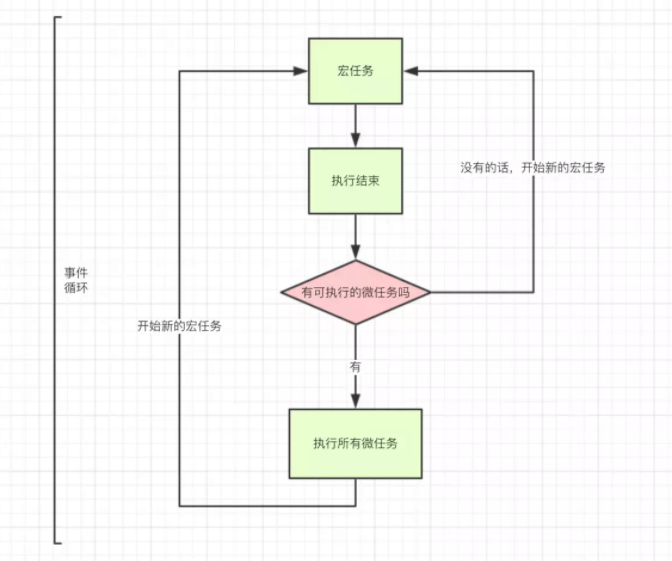 宏任务
执行结束
没有的话，开始新的宏任务
事件
循环
有可执行的微任务吗
开始新的宏任务
有
执行所有微任务